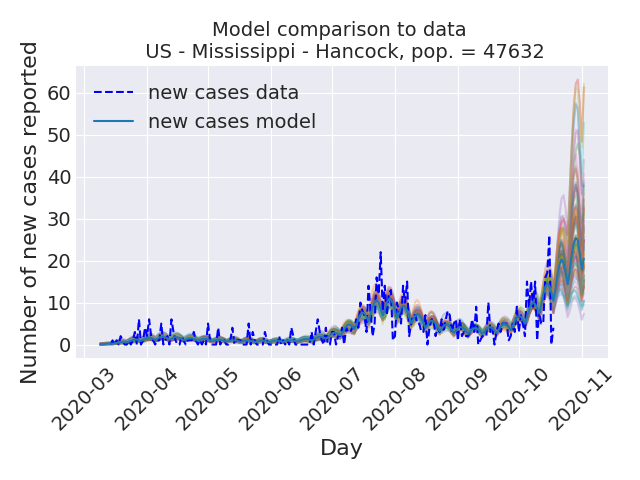 Model comparison to data
US - Mississippi - Hancock, pop. = 47632
Number of new cases reported
60
50
40
30
20
10
0
new cases data
new cases model
2020-03
2020-04
2020-05
2020-06
2020-07
2020-08
2020-09
2020-10
2020-11
Day